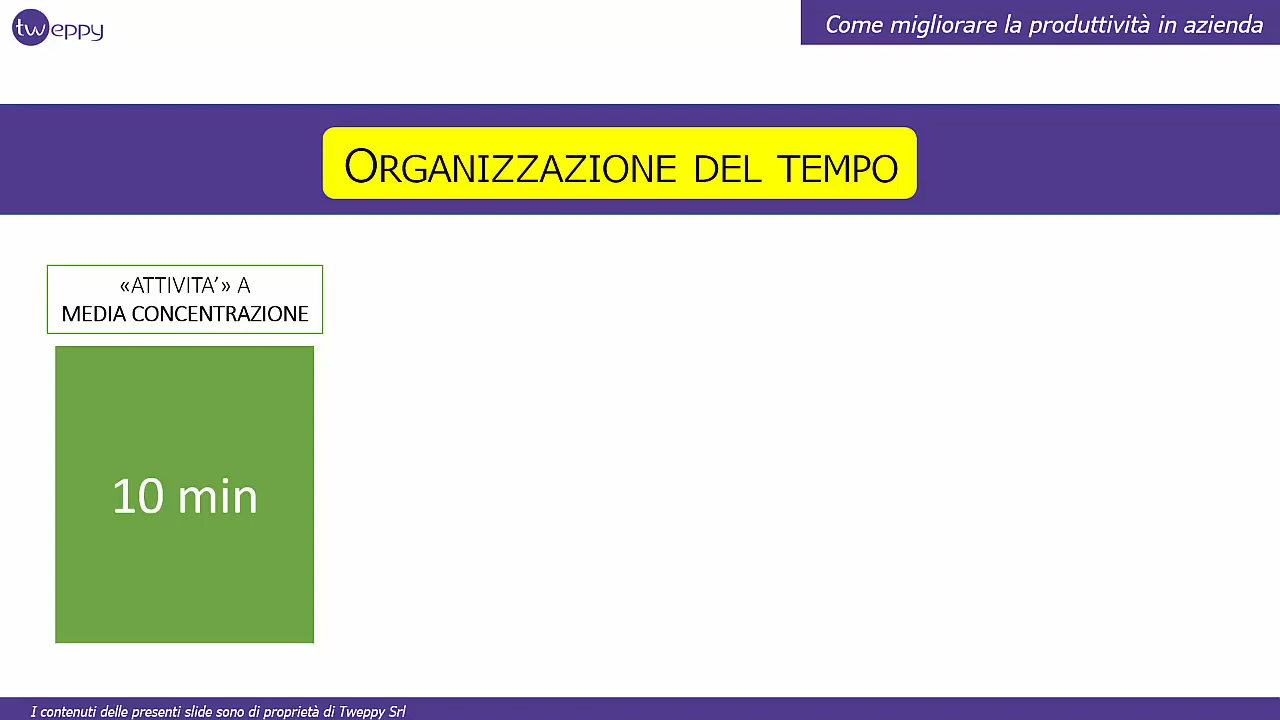 tweppy
Come migliorare la produttività in azienda
ORGANIZZAZIONE DEL TEMPO
«ATTIVITA’» A
MEDIA CONCENTRAZIONE
10 min
I contenuti delle presenti slide sono di proprietà di Tweppy Srl